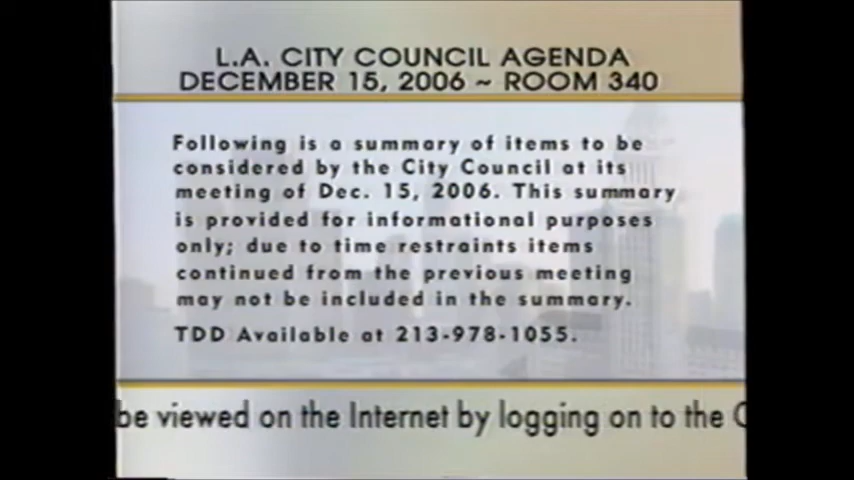 L.A. CITY COUNCIL AGENDA
DECEMBER 15, 2006 ~ ROOM 340
Following is a summary of items to be
considered by the City Council at its
meeting of Dec. 15, 2006. This summary
is provided for informational purposes
only; due to time restraints items
continued from the previous meeting
may not be included in the summary.
TDD Available at 213-978-1055.
be viewed on the Internet by logging on to the